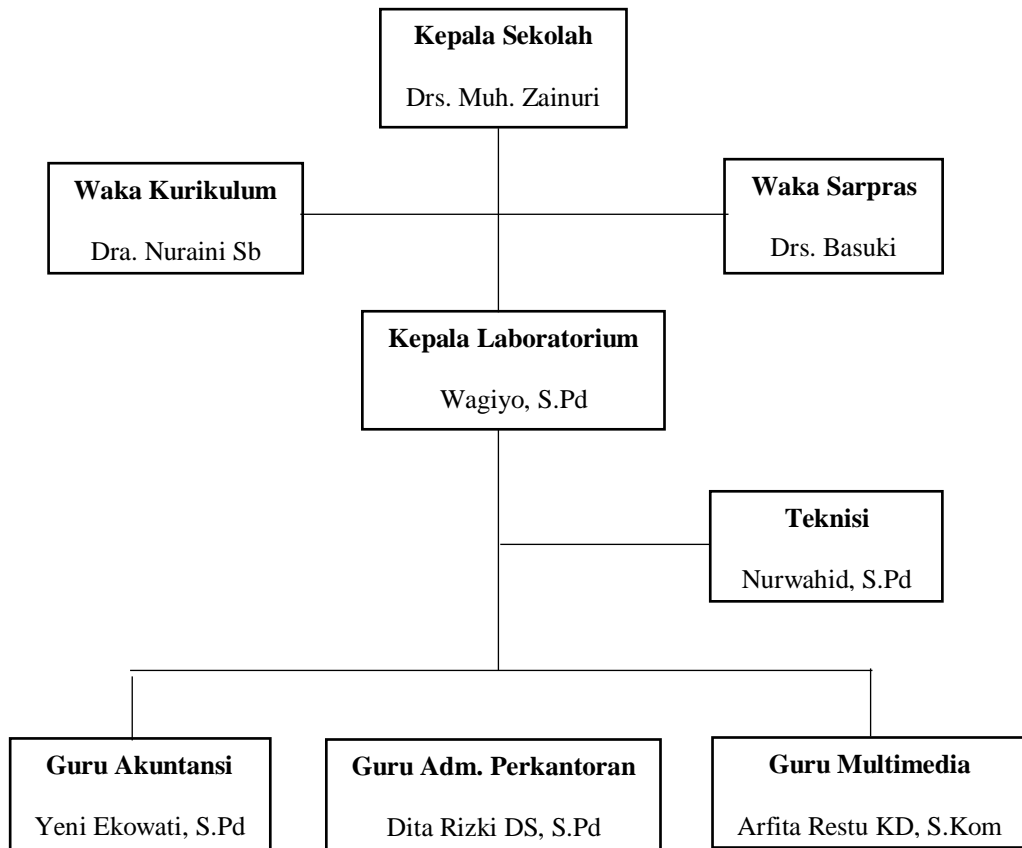 Kepala Sekolah
Drs. Muh. Zainuri
Waka Kurikulum
Dra. Nuraini Sb
Waka Sarpras
Drs. Basuki
Kepala Laboratorium
Wagiyo, S.Pd
Teknisi
Nurwahid, S.Pd
Guru Akuntansi
Yeni Ekowati, S.Pd
Guru Adm. Perkantoran
Dita Rizki DS, S.Pd
Guru Multimedia
Arfita Restu KD, S.Kom